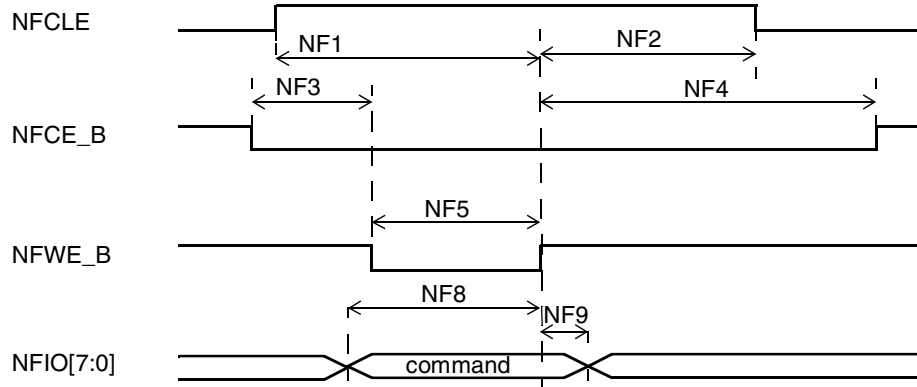 NFCLE
NF1
NF2
NF3
NF4
NFCE_B
NF5
NFWE_B
NF8
NF9
NFIO[7:0]
command